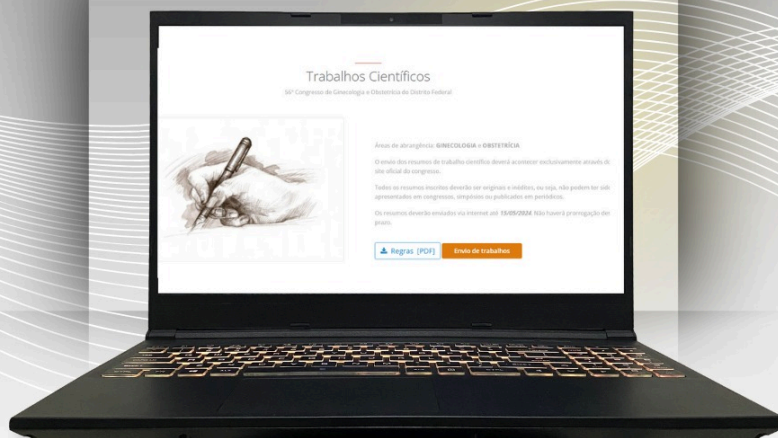 Trabalhos Científicos
56º Congresso de Ginecologia e Obstetrícia do Distrito Federal
Áreas de abrangência: GINECOLOGIA e OBSTETRÍCIA
O envio dos resumos de trabalho científico deverá acontecer exclusivamente através do
site oficial do congresso.
Todos os resumos inscritos deverão ser originais e inéditos, ou seja, não podem ter sido
apresentados em congressos, simpósios ou publicados em periódicos.
Os resumos deverão enviados via internet até 15/05/2024. Não haverá prorrogação de
prazo.
Regras [PDF]
Envio de trabalhos